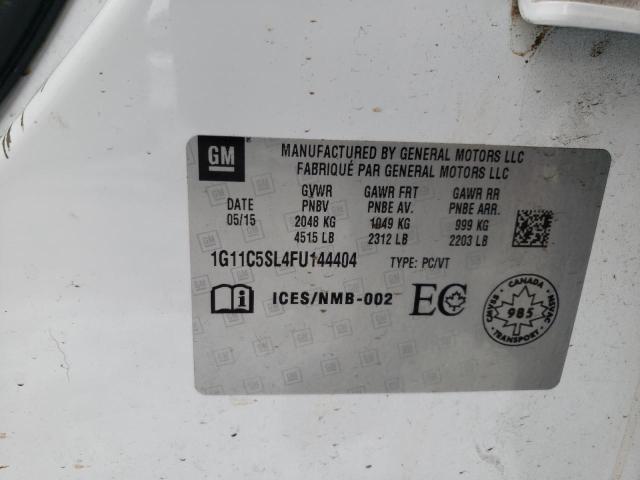 GM
MANUFACTURED BY GENERAL MOTORS LLC
FABRIQUÉ PAR GENERAL MOTORS LLC
DATE GVWR GAWR FRT GAWR RR
05/15 PNBV PNBE AV. PNBE ARR.
2048 KG 1049 KG 999 KG
4515 LB 2312 LB 2203 LB
1G11C5SL4FU144404 TYPE: PC/VT
i ICES/NMB-002 EC
CANADA
CMVSS NSVAC
985
TRANSPORT